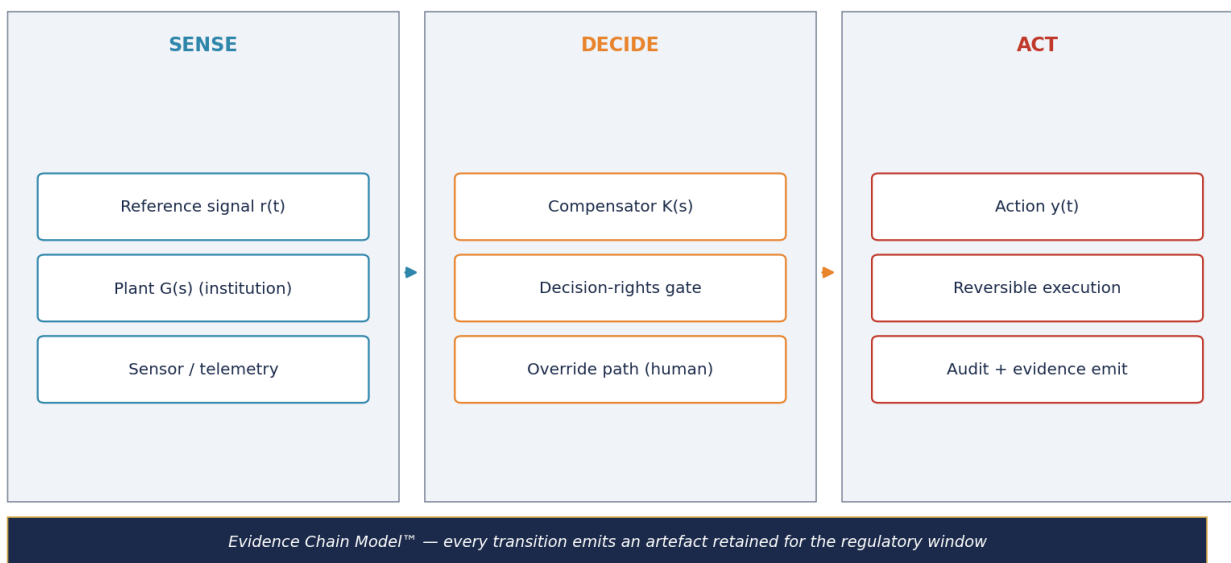 SENSE
Reference signal r(t)
Plant G(s) (institution)
Sensor / telemetry
DECIDE
Compensator K(s)
Decision-rights gate
Override path (human)
ACT
Action y(t)
Reversible execution
Audit + evidence emit
Evidence Chain Model™ — every transition emits an artefact retained for the regulatory window